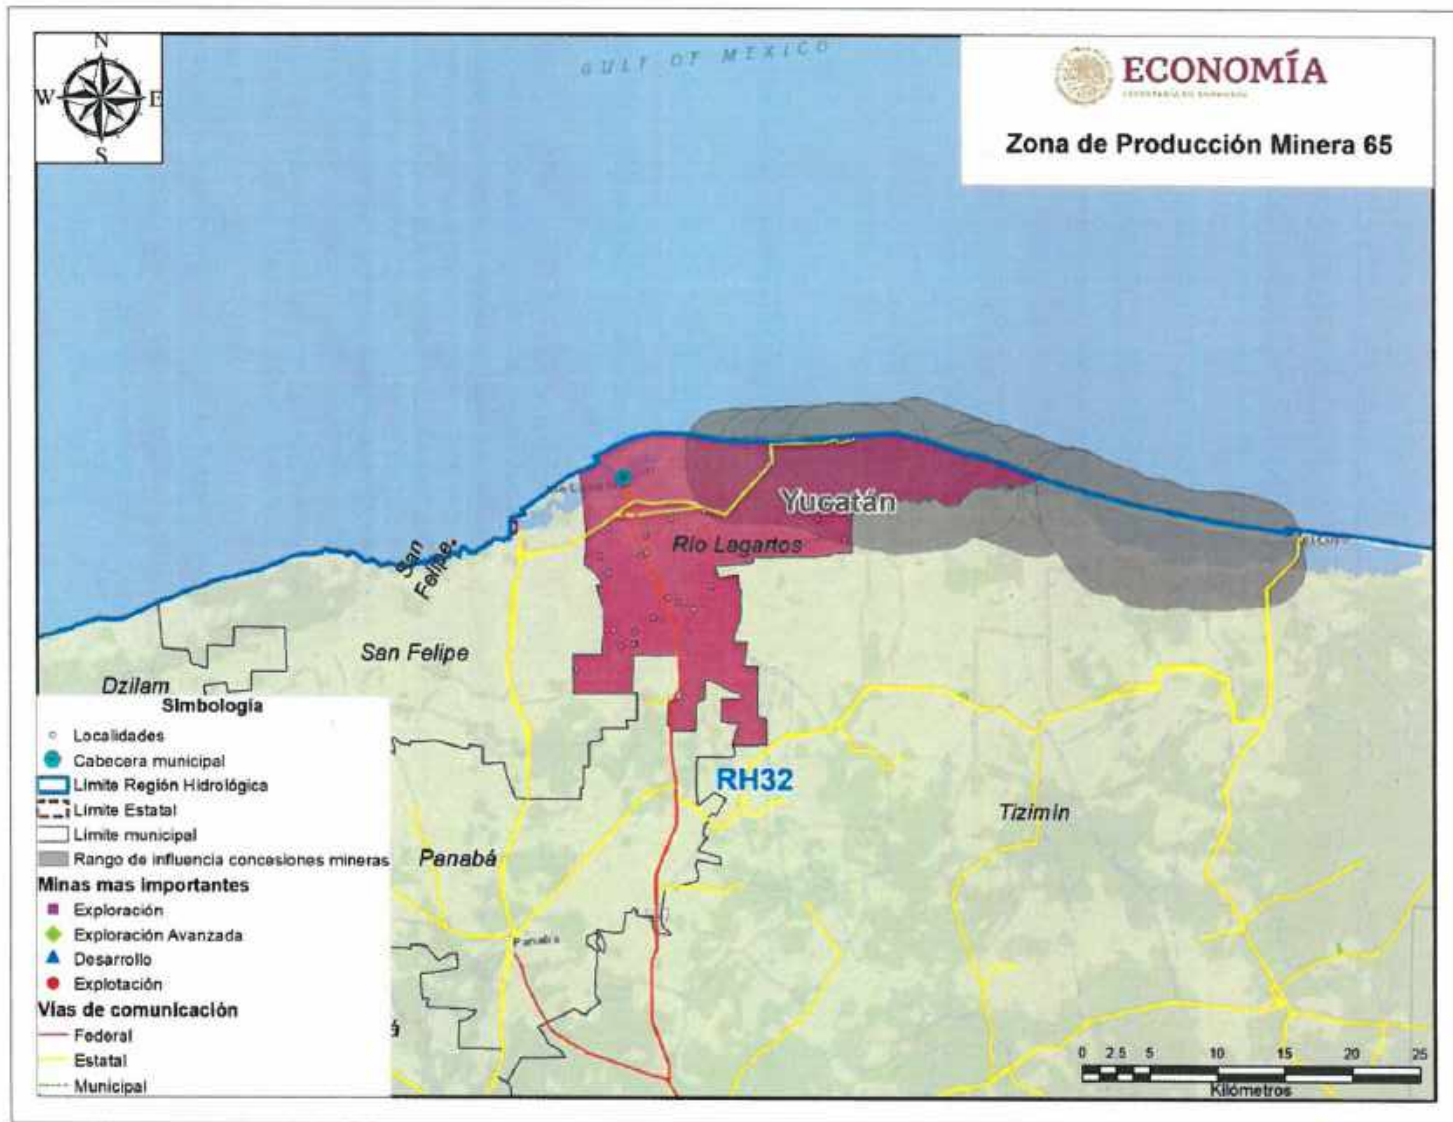 N
GULF OF MEXICO
W
E
S
ECONOMÍA
Zona de Producción Minera 65
Yucatán
Rio Lagartos
San
Felipe
San Felipe
Dzilam
RH32
Tizimín
Panabá
Panabá
á
Simbología
Localidades
Cabecera municipal
Límite Región Hidrológica
Límite Estatal
Límite municipal
Rango de influencia concesiones mineras
Minas mas importantes
Exploración
Exploración Avanzada
Desarrollo
Explotación
Vías de comunicación
Federal
Estatal
Municipal
0 2.5 5 10 15 20 25
Kilómetros